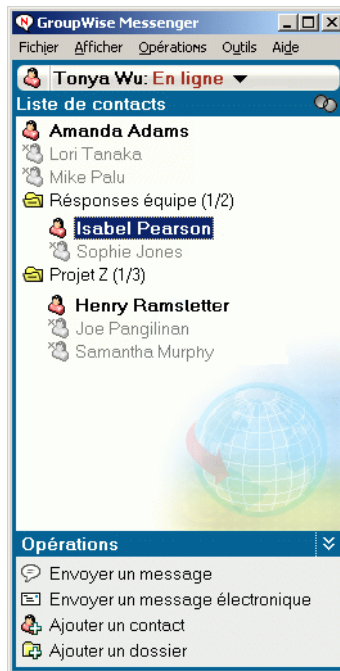 GroupWise Messenger
Fichier Afficher Opérations Outils Aide
Tonya Wu: En ligne
Liste de contacts
Amanda Adams
Lori Tanaka
Mike Palu
Résponses équipe (1/2)
Isabel Pearson
Sophie Jones
Projet Z (1/3)
Henry Ramstetter
Joe Pangilinan
Samantha Murphy
Opérations
Envoyer un message
Envoyer un message électronique
Ajouter un contact
Ajouter un dossier